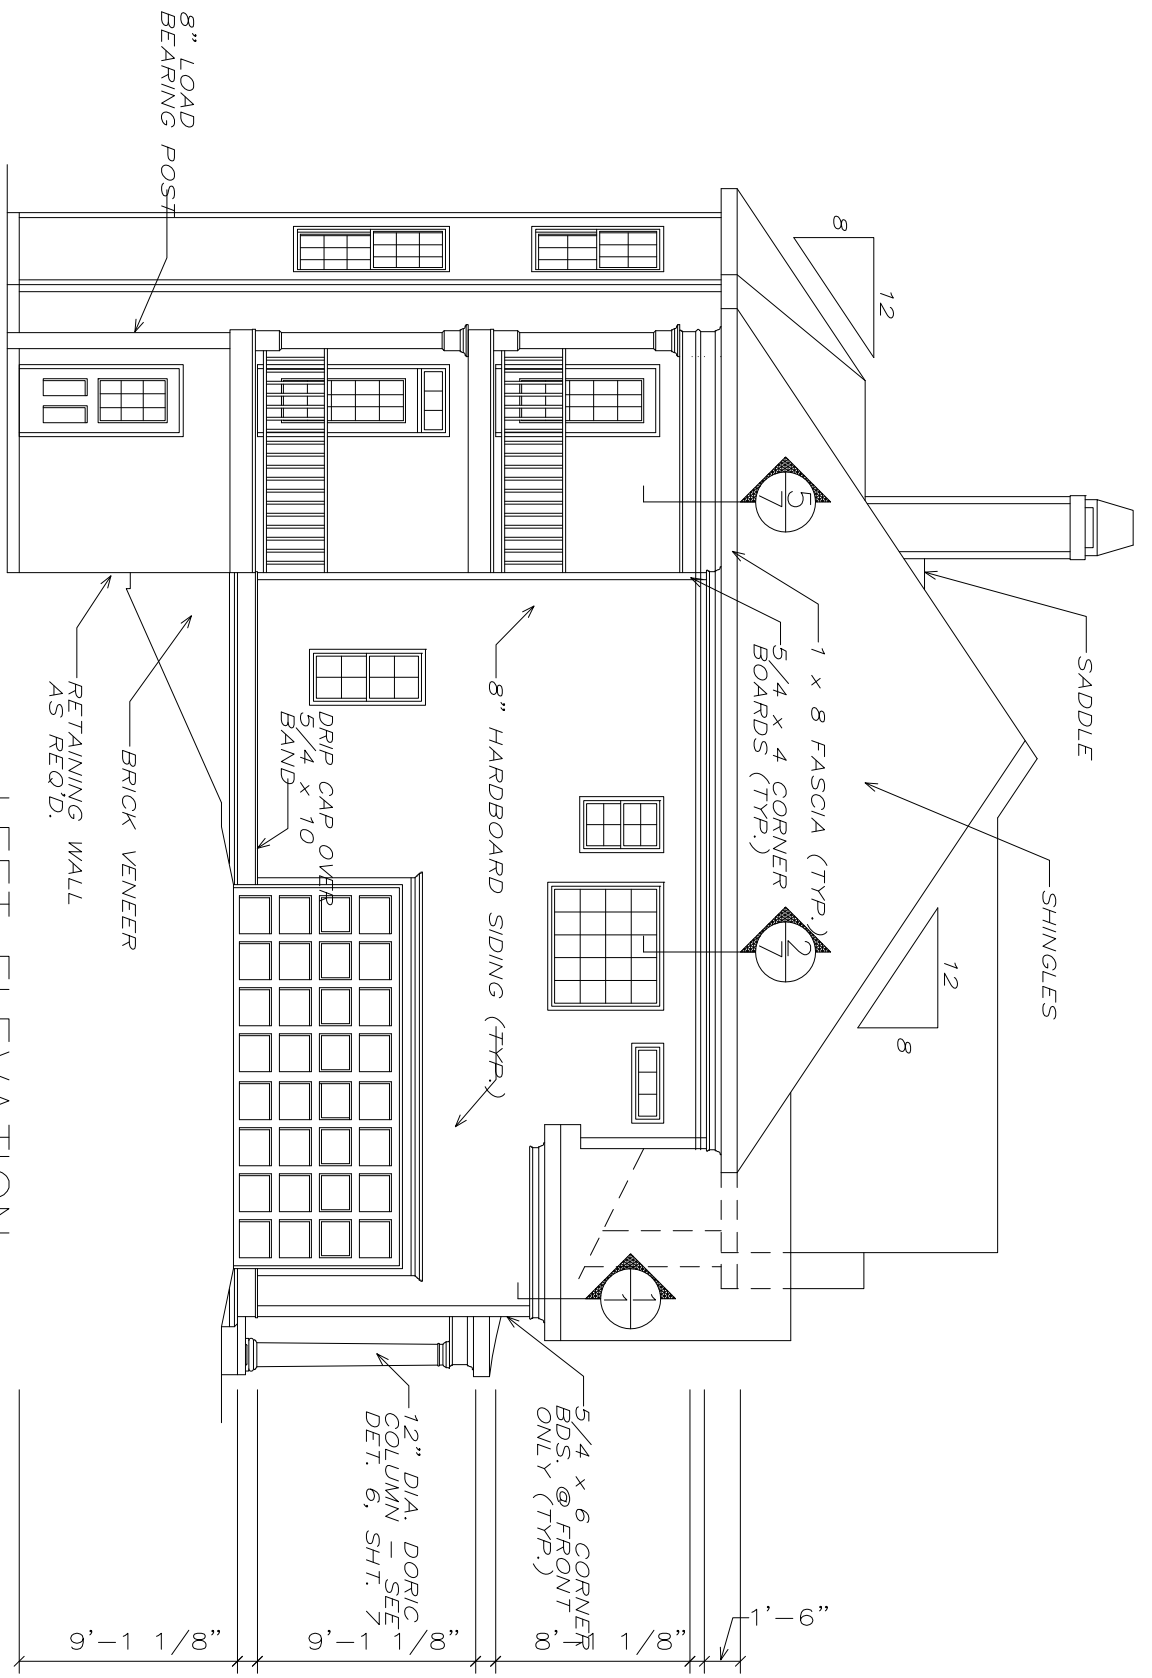 SADDLE
SHINGLES
8
12
12
8
1 x 8 FASCIA (TYP.)
5/4 x 4 CORNER
BOARDS (TYP.)
5
7
2
7
1
1
1'-6"
5/4 x 6 CORNER
BDS. @ FRONT
ONLY (TYP.)
8'-1 1/8"
8" HARDBOARD SIDING (TYP.)
12" DIA. DORIC
COLUMN – SEE
DET. 6, SHT. 7
9'-1 1/8"
DRIP CAP OVER
5/4 x 10
BAND
8" LOAD
BEARING POST
BRICK VENEER
RETAINING WALL
AS REQ'D.
9'-1 1/8"
LEFT ELEVATION